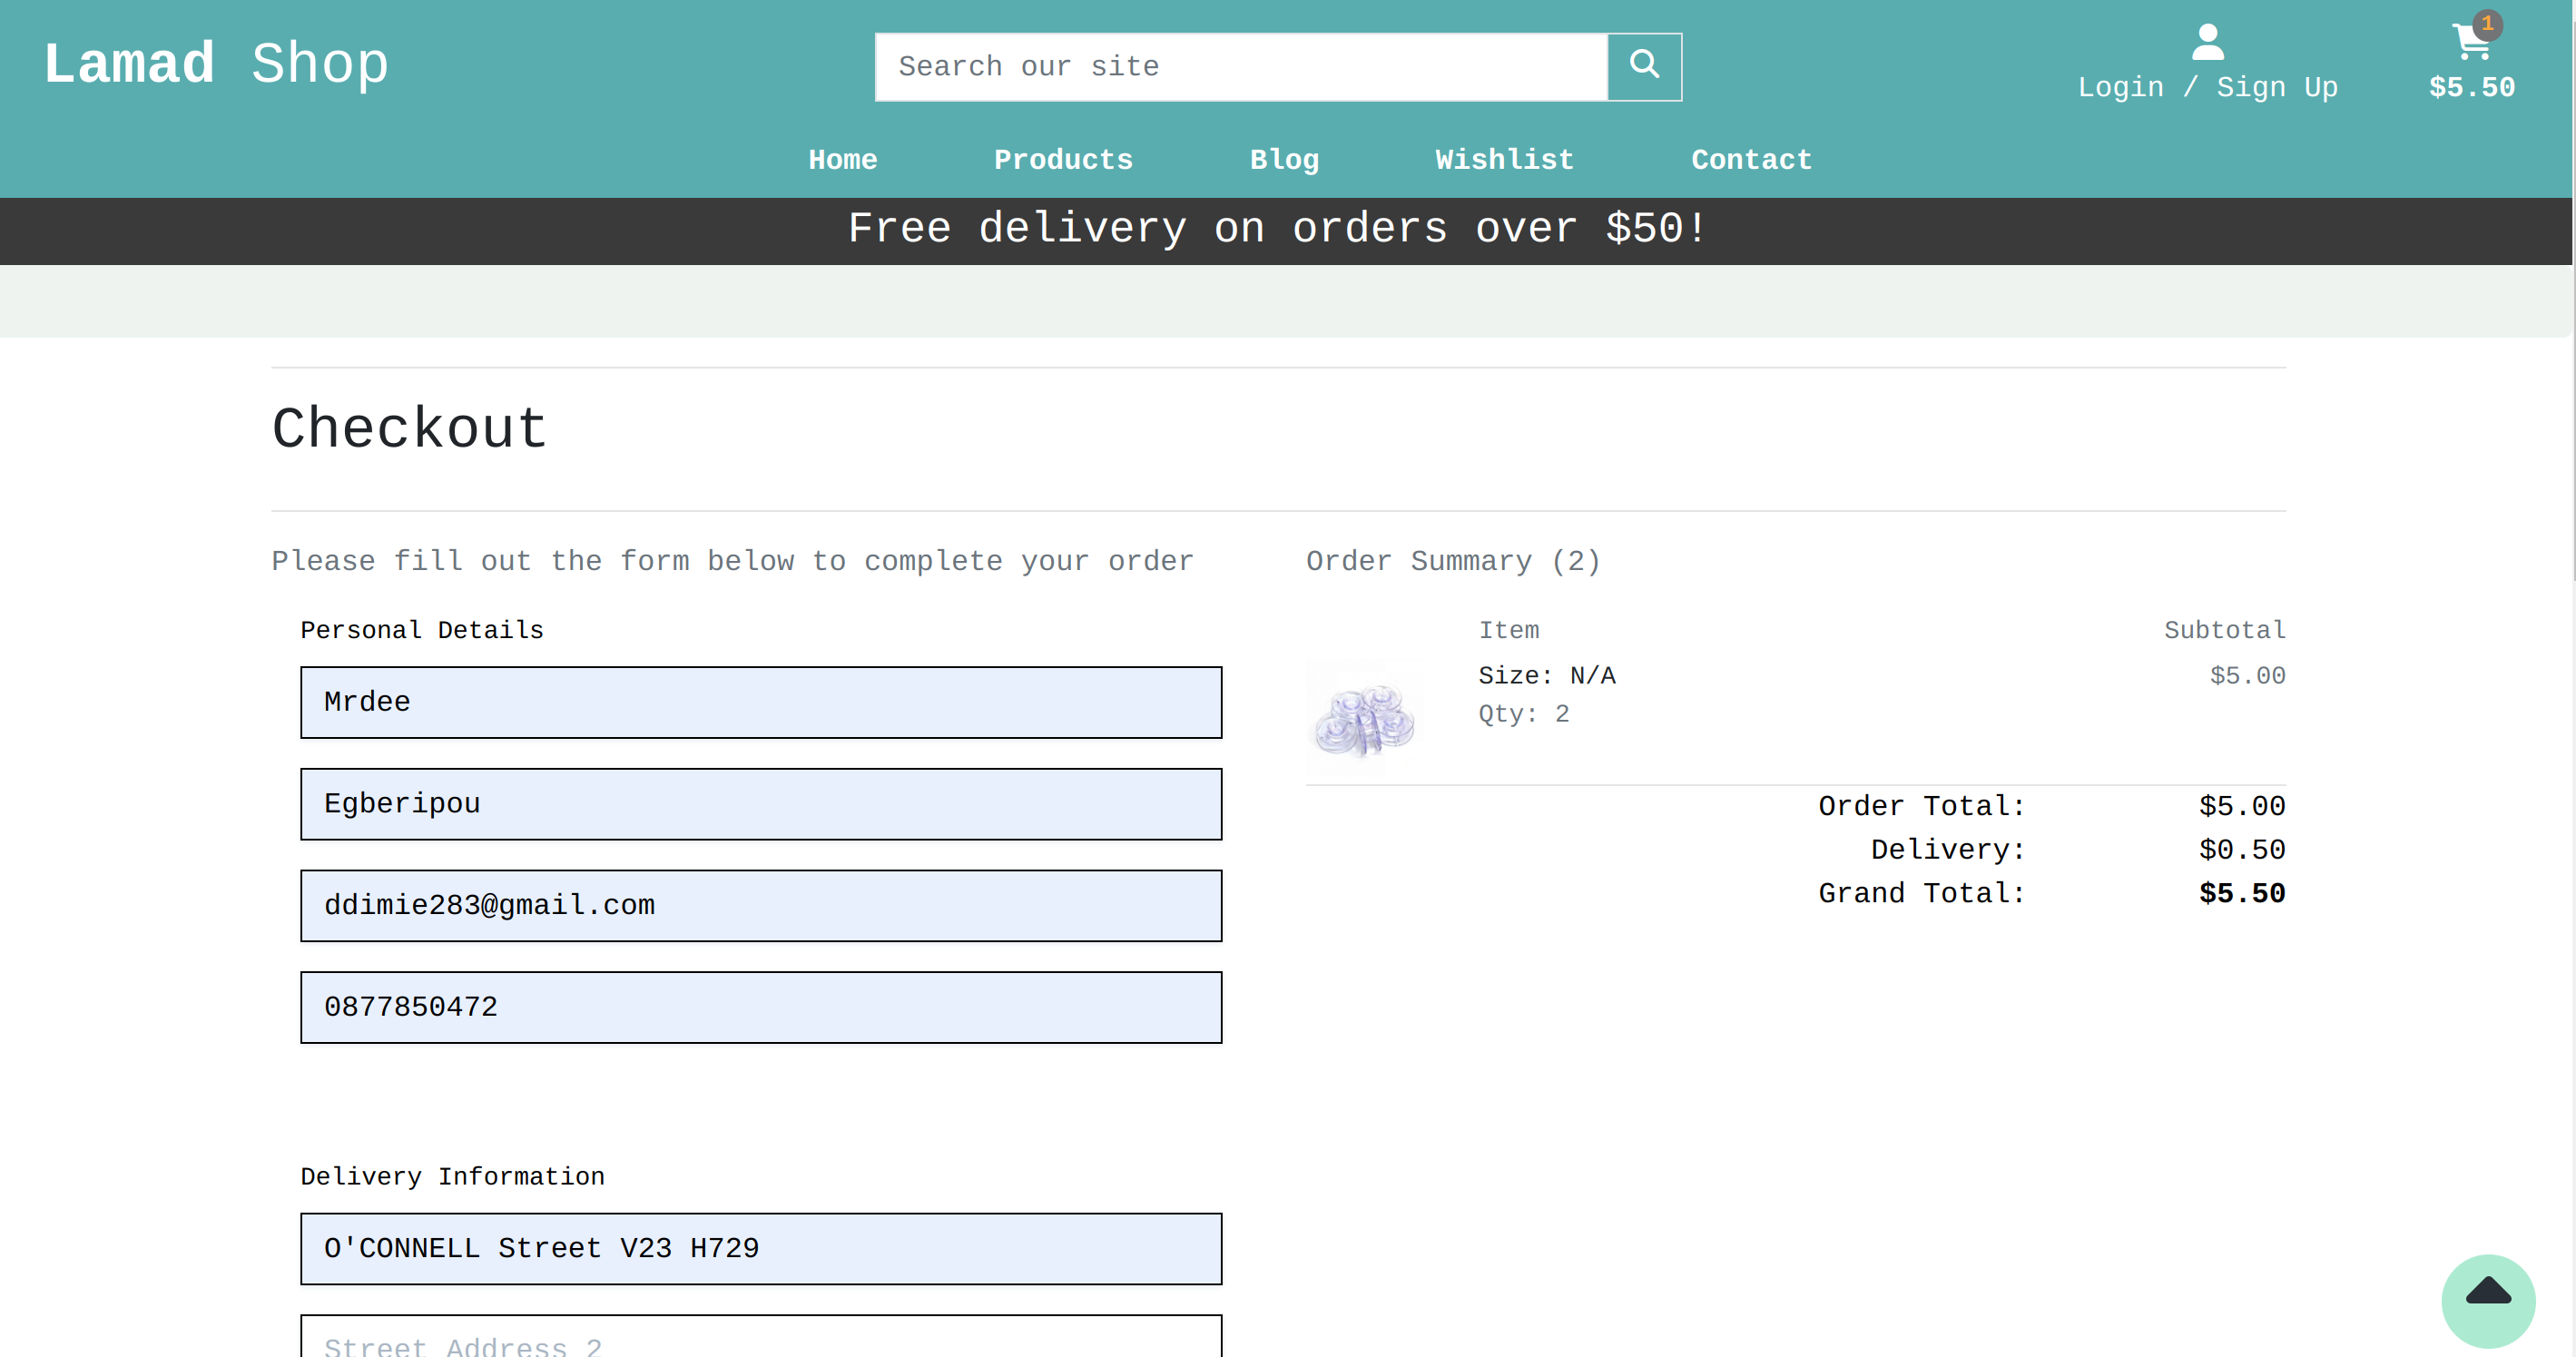 Lamad Shop
Search our site
1
Login / Sign Up
$5.50
Home Products Blog Wishlist Contact
Free delivery on orders over $50!
Checkout
Please fill out the form below to complete your order
Personal Details
Mrdee
Egberipou
ddimie283@gmail.com
0877850472
Delivery Information
O'CONNELL Street V23 H729
Street Address 2
Order Summary (2)
Item Subtotal
Size: N/A $5.00
Qty: 2
Order Total: $5.00
Delivery: $0.50
Grand Total: $5.50